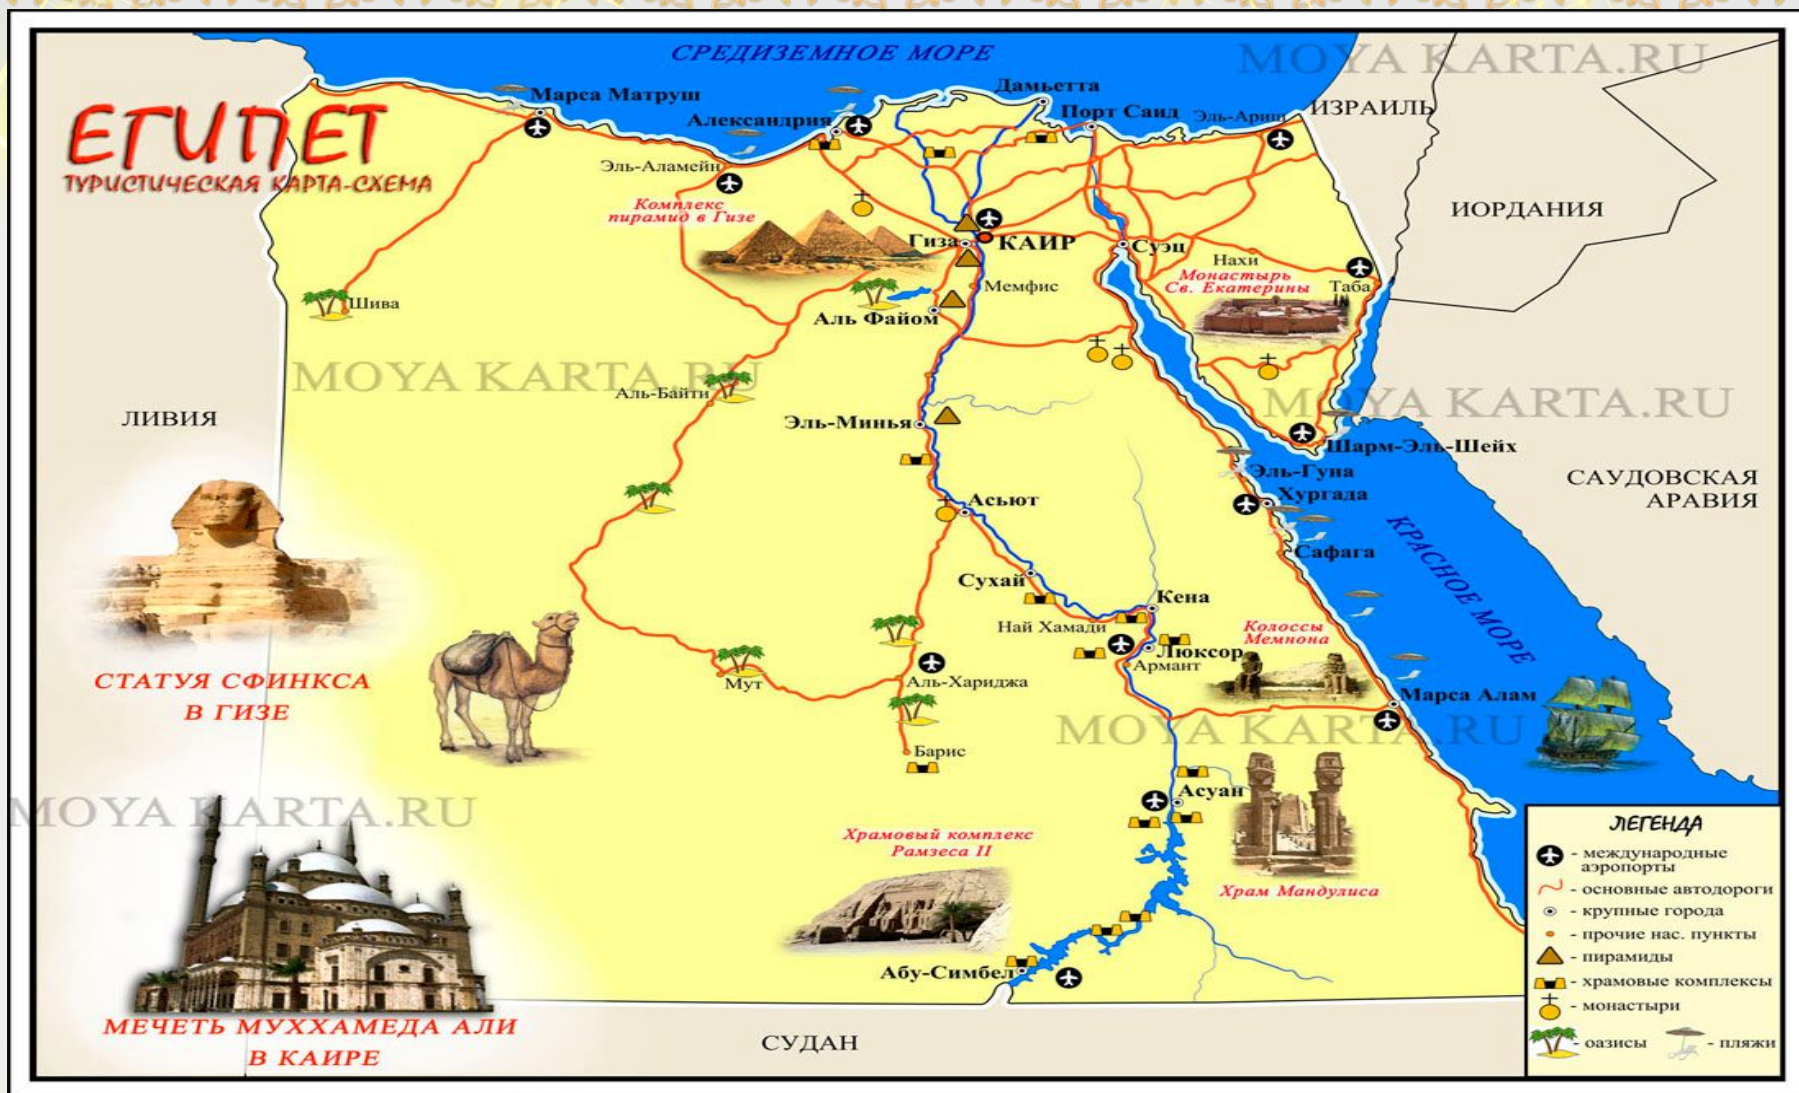 СРЕДИЗЕМНОЕ МОРЕ
MOYA KARTA.RU
ЕГИПЕТ
ТУРИСТИЧЕСКАЯ КАРТА-СХЕМА
Марса Матруш
Александрия
Дамьетта
Порт Саид
Эль-Ариш
ИЗРАИЛЬ
Эль-Аламейн
Комплекс
пирамид в Гизе
ИОРДАНИЯ
Гиза
КАИР
Суэц
Нахи
Монастырь
Св. Екатерины
Таба
Шива
Мемфис
Аль Файом
MOYA KARTA.RU
Аль-Байти
MOYA KARTA.RU
ЛИВИЯ
Эль-Минья
Шарм-Эль-Шейх
Эль-Гуна
САУДОВСКАЯ
АРАВИЯ
Хургада
Асьют
КРАСНОЕ МОРЕ
Сафага
Сухай
Кена
Най Хамади
Колоссы
Мемнона
Люксор
Армант
СТАТУЯ СФИНКСА
В ГИЗЕ
Мут
Аль-Хариджа
Марса Алам
MOYA KARTA.RU
Барис
Асуан
MOYA KARTA.RU
Храмовый комплекс
Рамзеса II
Храм Мандулиса
Абу-Симбел
МЕЧЕТЬ МУХХАМЕДА АЛИ
В КАИРЕ
СУДАН
ЛЕГЕНДА
- международные
аэропорты
- основные автодороги
- крупные города
- прочие нас. пункты
- пирамиды
- храмовые комплексы
- монастыри
- оазисы
- пляжи